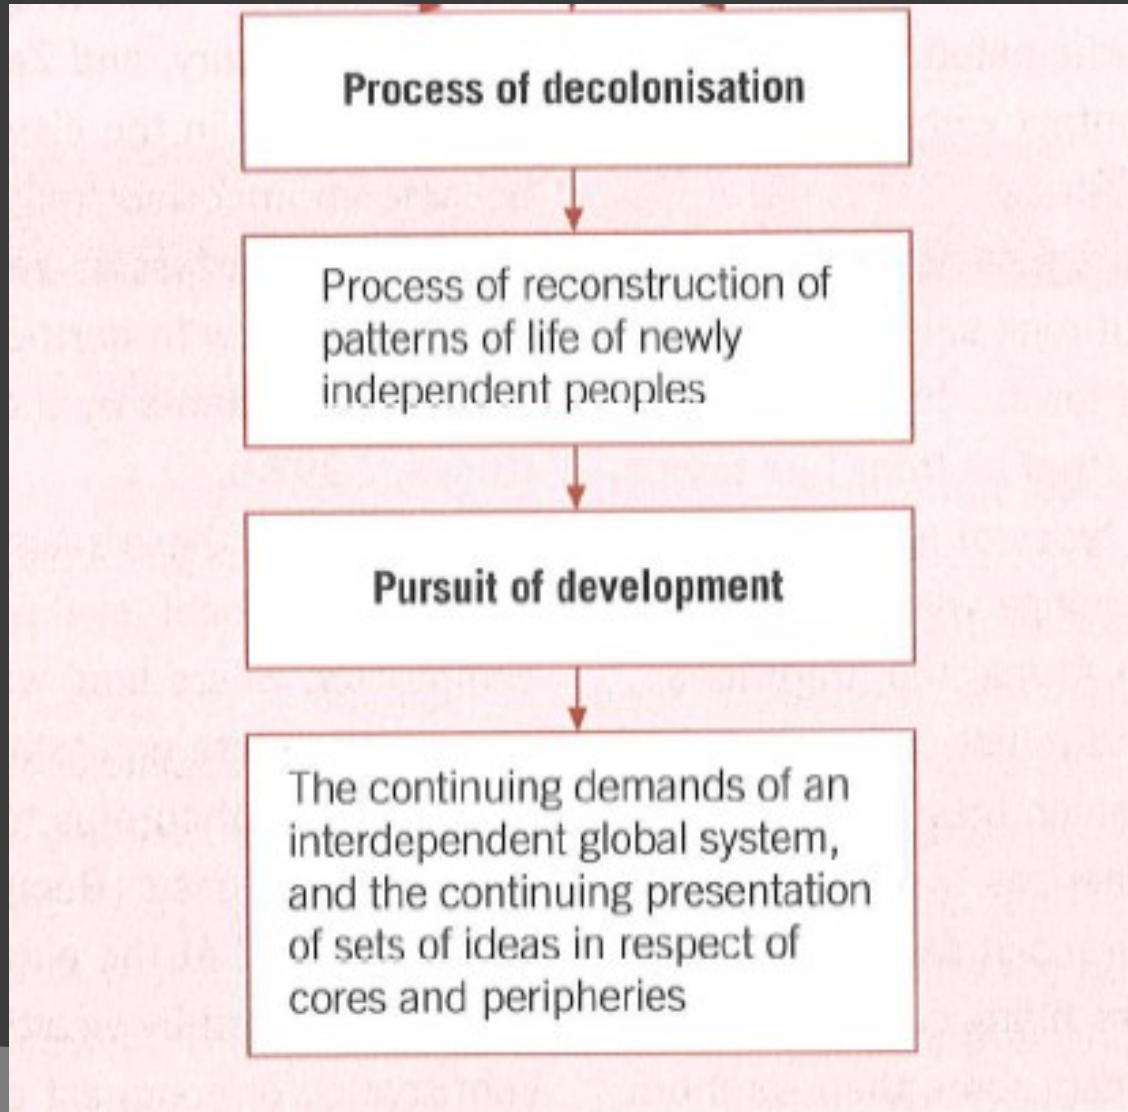 Process of decolonisation
Process of reconstruction of
patterns of life of newly
independent peoples
Pursuit of development
The continuing demands of an
interdependent global system,
and the continuing presentation
of sets of ideas in respect of
cores and peripheries